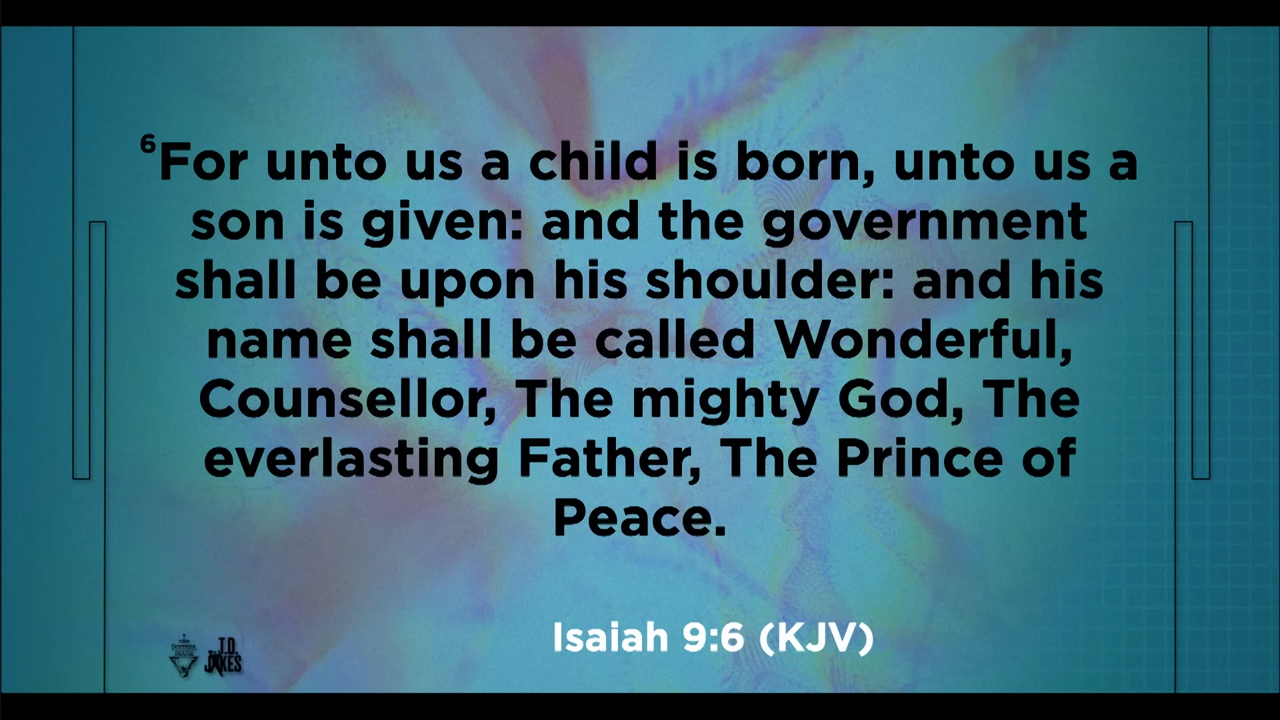 ⁶For unto us a child is born, unto us a
son is given: and the government
shall be upon his shoulder: and his
name shall be called Wonderful,
Counsellor, The mighty God, The
everlasting Father, The Prince of
Peace.
Isaiah 9:6 (KJV)
T.D.
JAKES